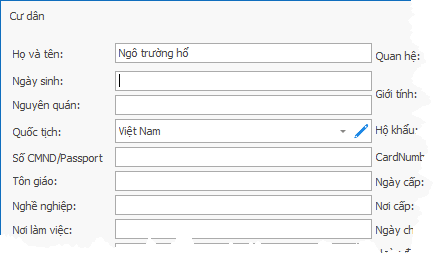 Cư dân
Họ và tên: Ngô trường hổ Quan hệ:
Ngày sinh:
Giới tính:
Nguyên quán:
Quốc tịch: Việt Nam Hộ khẩu:
Số CMND/Passport CardNumb
Tôn giáo: Ngày cấp:
Nghề nghiệp: Nơi cấp:
Nơi làm việc: Ngày ch